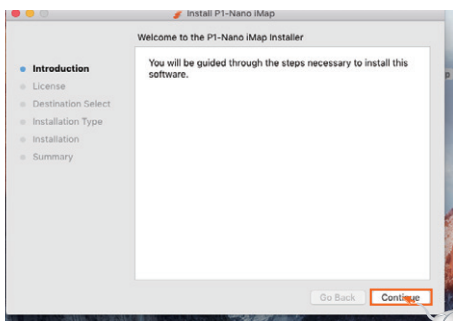 Install P1-Nano iMap
Welcome to the P1-Nano iMap Installer
Introduction
License
Destination Select
Installation Type
Installation
Summary
You will be guided through the steps necessary to install this
software.
Go Back
Continue